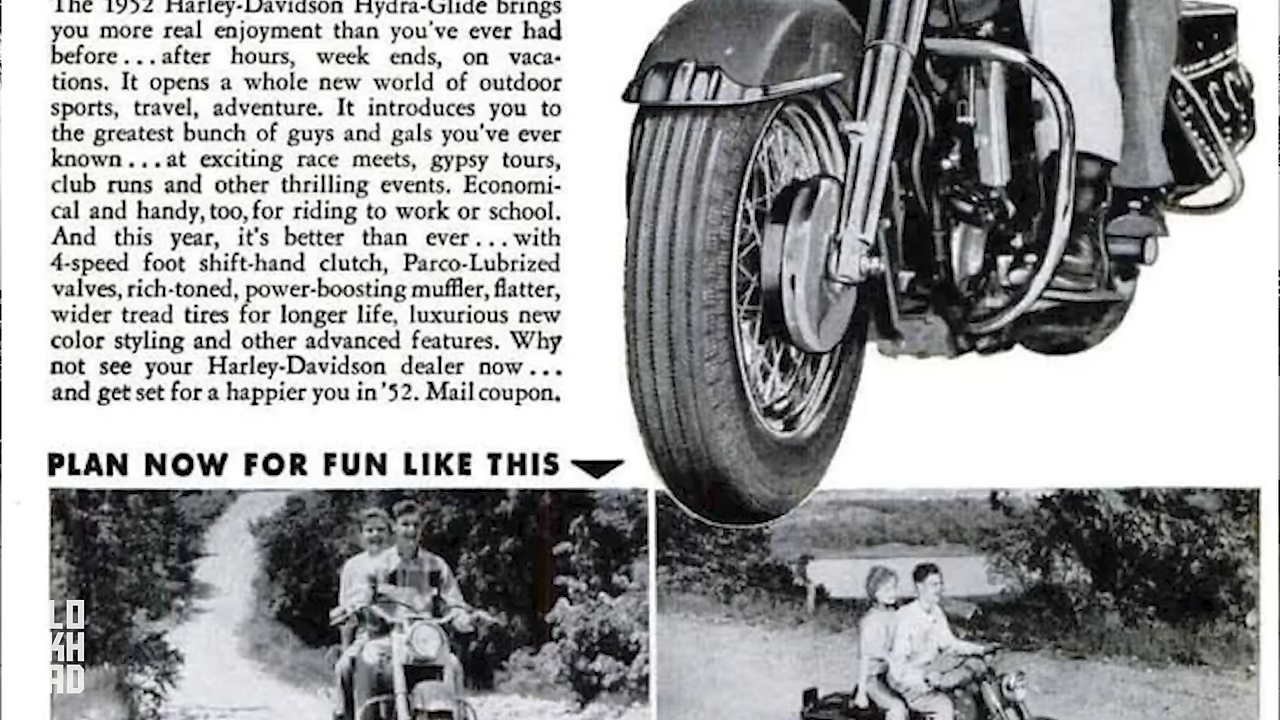 The 1952 Harley-Davidson Hydra-Glide brings
you more real enjoyment than you've ever had
before...after hours, week ends, on vaca-
tions. It opens a whole new world of outdoor
sports, travel, adventure. It introduces you to
the greatest bunch of guys and gals you've ever
known...at exciting race meets, gypsy tours,
club runs and other thrilling events. Economi-
cal and handy, too, for riding to work or school.
And this year, it's better than ever...with
4-speed foot shift-hand clutch, Parco-Lubrized
valves, rich-toned, power-boosting muffler, flatter,
wider tread tires for longer life, luxurious new
color styling and other advanced features. Why
not see your Harley-Davidson dealer now...
and get set for a happier you in '52. Mail coupon.
PLAN NOW FOR FUN LIKE THIS